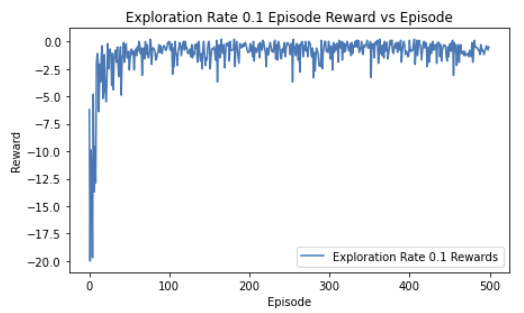 Exploration Rate 0.1 Episode Reward vs Episode
0.0
−2.5
−5.0
−7.5
−10.0
−12.5
−15.0
−17.5
−20.0
Reward
Exploration Rate 0.1 Rewards
0 100 200 300 400 500
Episode